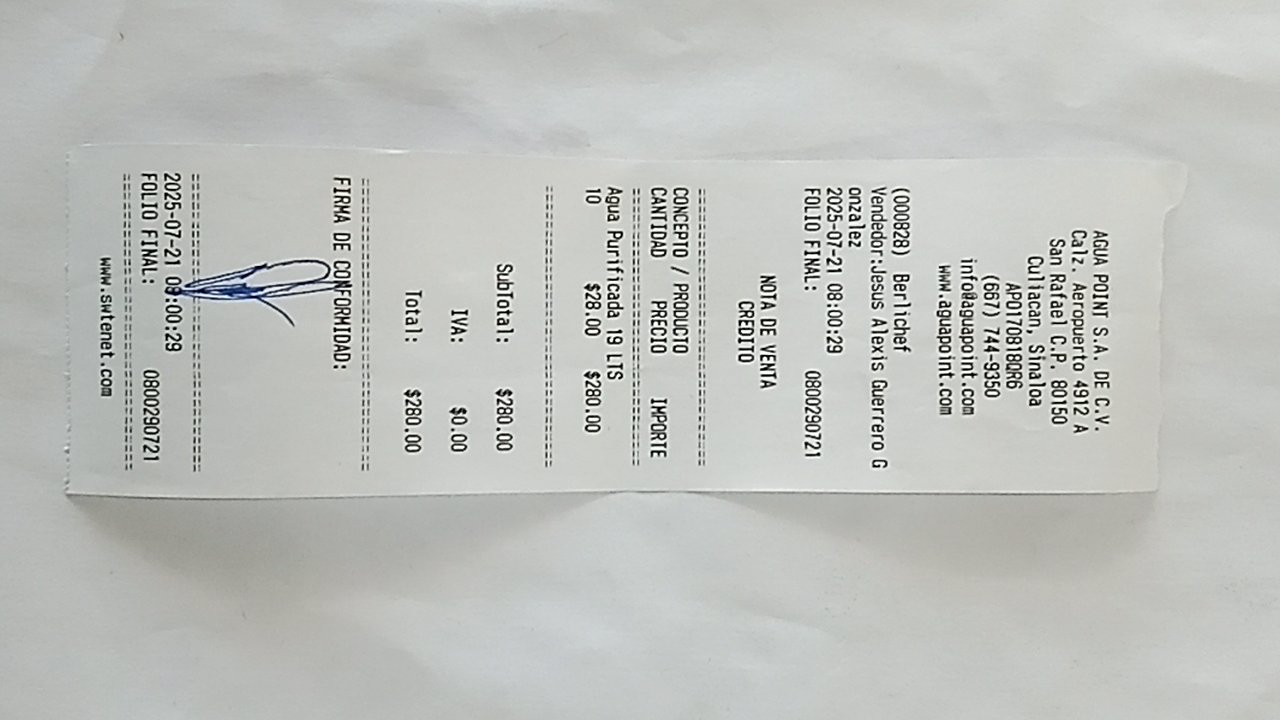 AGUA POINT S.A. DE C.V.
Calz. Aeropuerto 4912 A
San Rafael C.P. 80150
Culiacan, Sinaloa
APO170818QR6
(667) 744-9350
info@aguapoint.com
www.aguapoint.com
NOTA DE VENTA
CREDITO
(000828) Berlichef
Vendedor:Jesus Alexis Guerrero G
onzalez
2025-07-21 08:00:29
FOLIO FINAL: 0800290721
================================
CONCEPTO / PRODUCTO
CANTIDAD PRECIO IMPORTE
================================
Agua Purificada 19 LTS
10 $28.00 $280.00
================================
SubTotal: $280.00
IVA: $0.00
Total: $280.00
================================
FIRMA DE CONFORMIDAD:
================================
2025-07-21 08:00:29
FOLIO FINAL: 0800290721
================================
www.swtenet.com